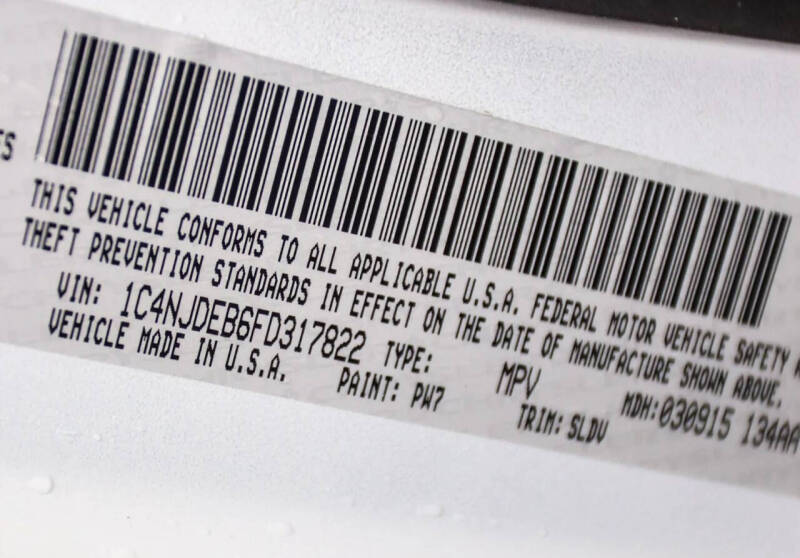 TS
THIS VEHICLE CONFORMS TO ALL APPLICABLE U.S.A. FEDERAL MOTOR VEHICLE SAFETY
THEFT PREVENTION STANDARDS IN EFFECT ON THE DATE OF MANUFACTURE SHOWN ABOVE.
VIN: 1C4NJDEB6FD317822 TYPE: MPV MDH:030915 134AA
VEHICLE MADE IN U.S.A. PAINT: PW7 TRIM: SLDV